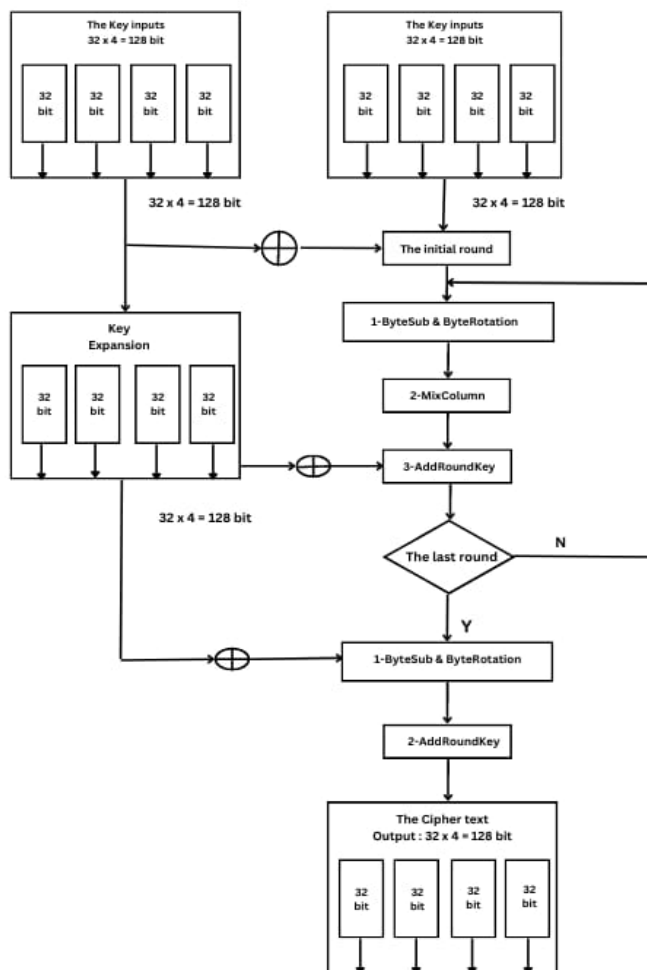 The Key inputs
32 x 4 = 128 bit
32
bit
32
bit
32
bit
32
bit
The Key inputs
32 x 4 = 128 bit
32
bit
32
bit
32
bit
32
bit
32 x 4 = 128 bit
32 x 4 = 128 bit
The initial round
1-ByteSub & ByteRotation
Key
Expansion
32
bit
32
bit
32
bit
32
bit
2-MixColumn
3-AddRoundKey
32 x 4 = 128 bit
The last round
N
Y
1-ByteSub & ByteRotation
2-AddRoundKey
The Cipher text
Output : 32 x 4 = 128 bit
32
bit
32
bit
32
bit
32
bit